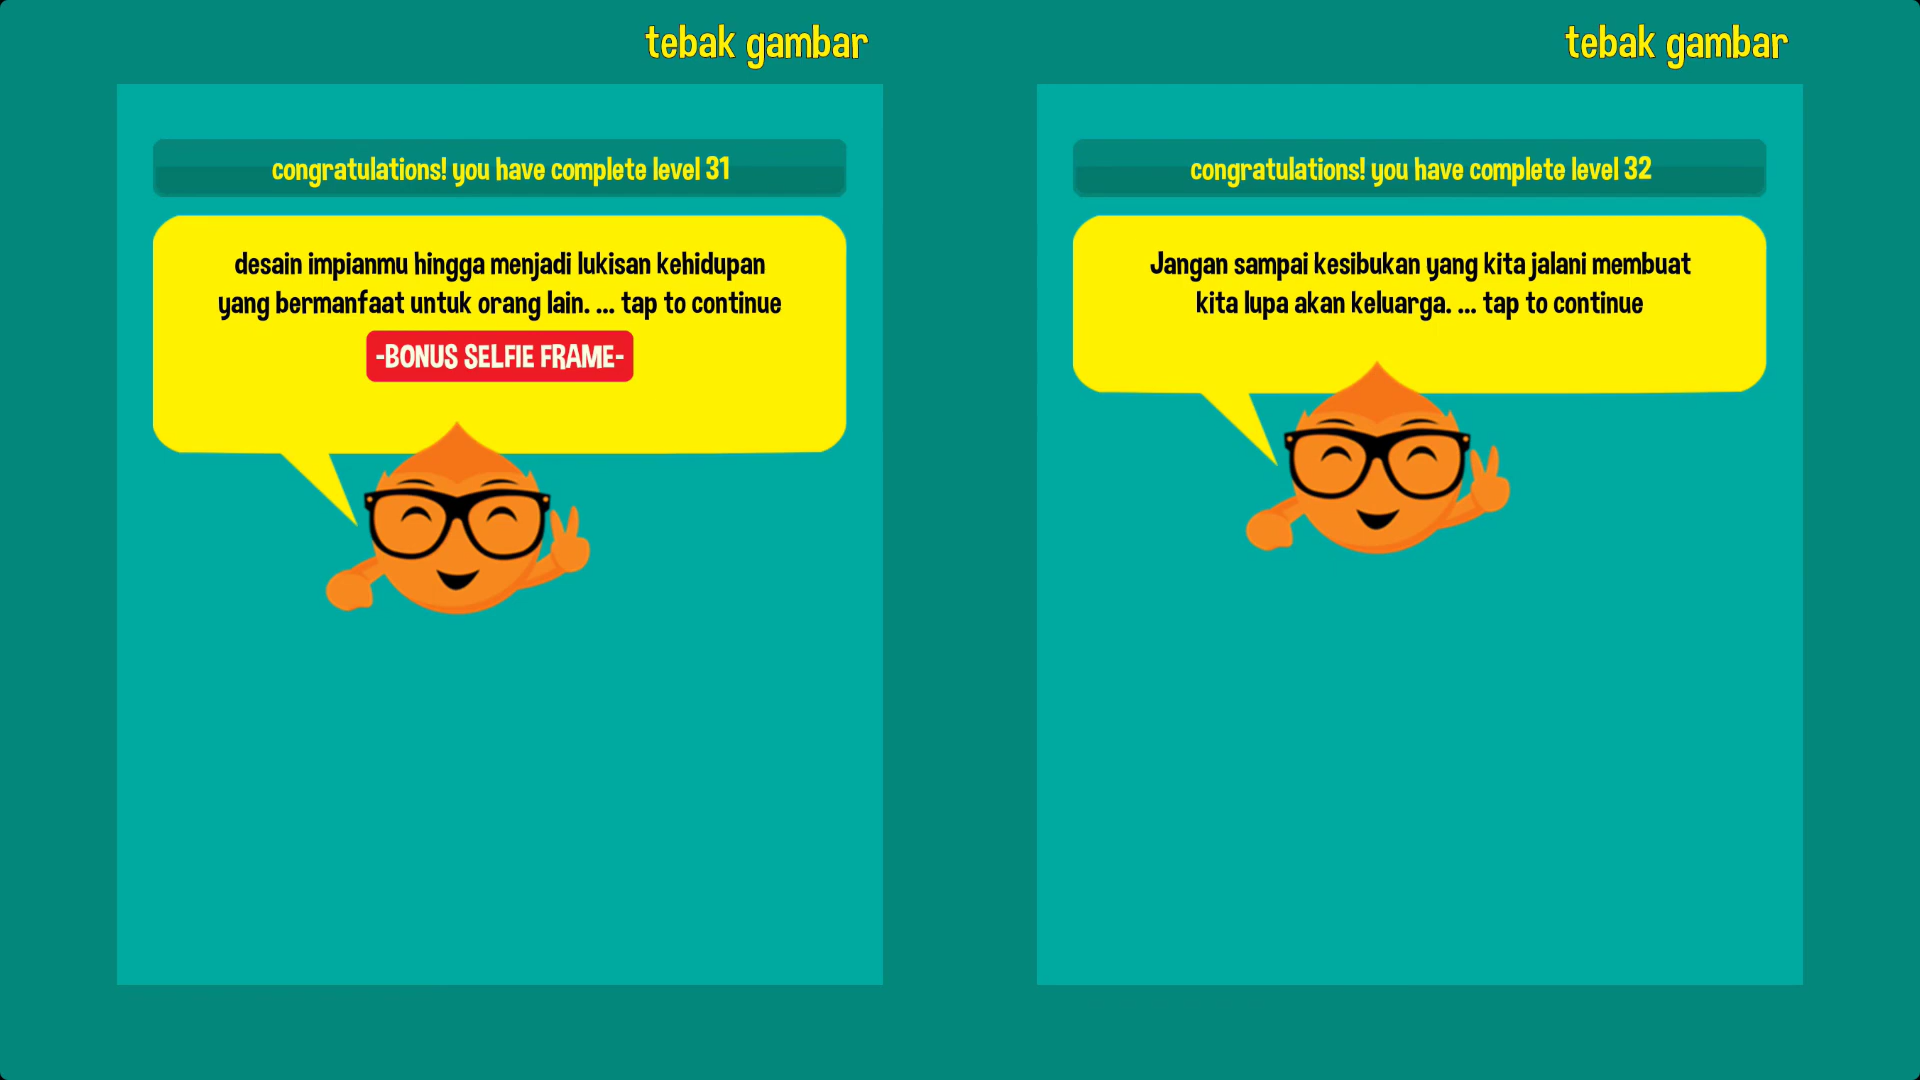 tebak gambar
congratulations! you have complete level 31
desain impianmu hingga menjadi lukisan kehidupan
yang bermanfaat untuk orang lain. ... tap to continue
-BONUS SELFIE FRAME-
tebak gambar
congratulations! you have complete level 32
Jangan sampai kesibukan yang kita jalani membuat
kita lupa akan keluarga. ... tap to continue